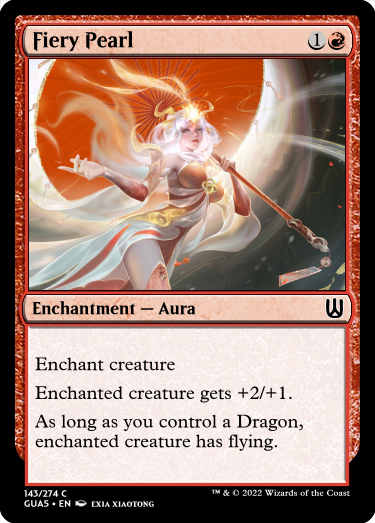 Fiery Pearl 1
Enchantment — Aura
Enchant creature
Enchanted creature gets +2/+1.
As long as you control a Dragon,
enchanted creature has flying.
143/274 C
GUA5 • EN EXIA XIAOTONG
™ & © 2022 Wizards of the Coast